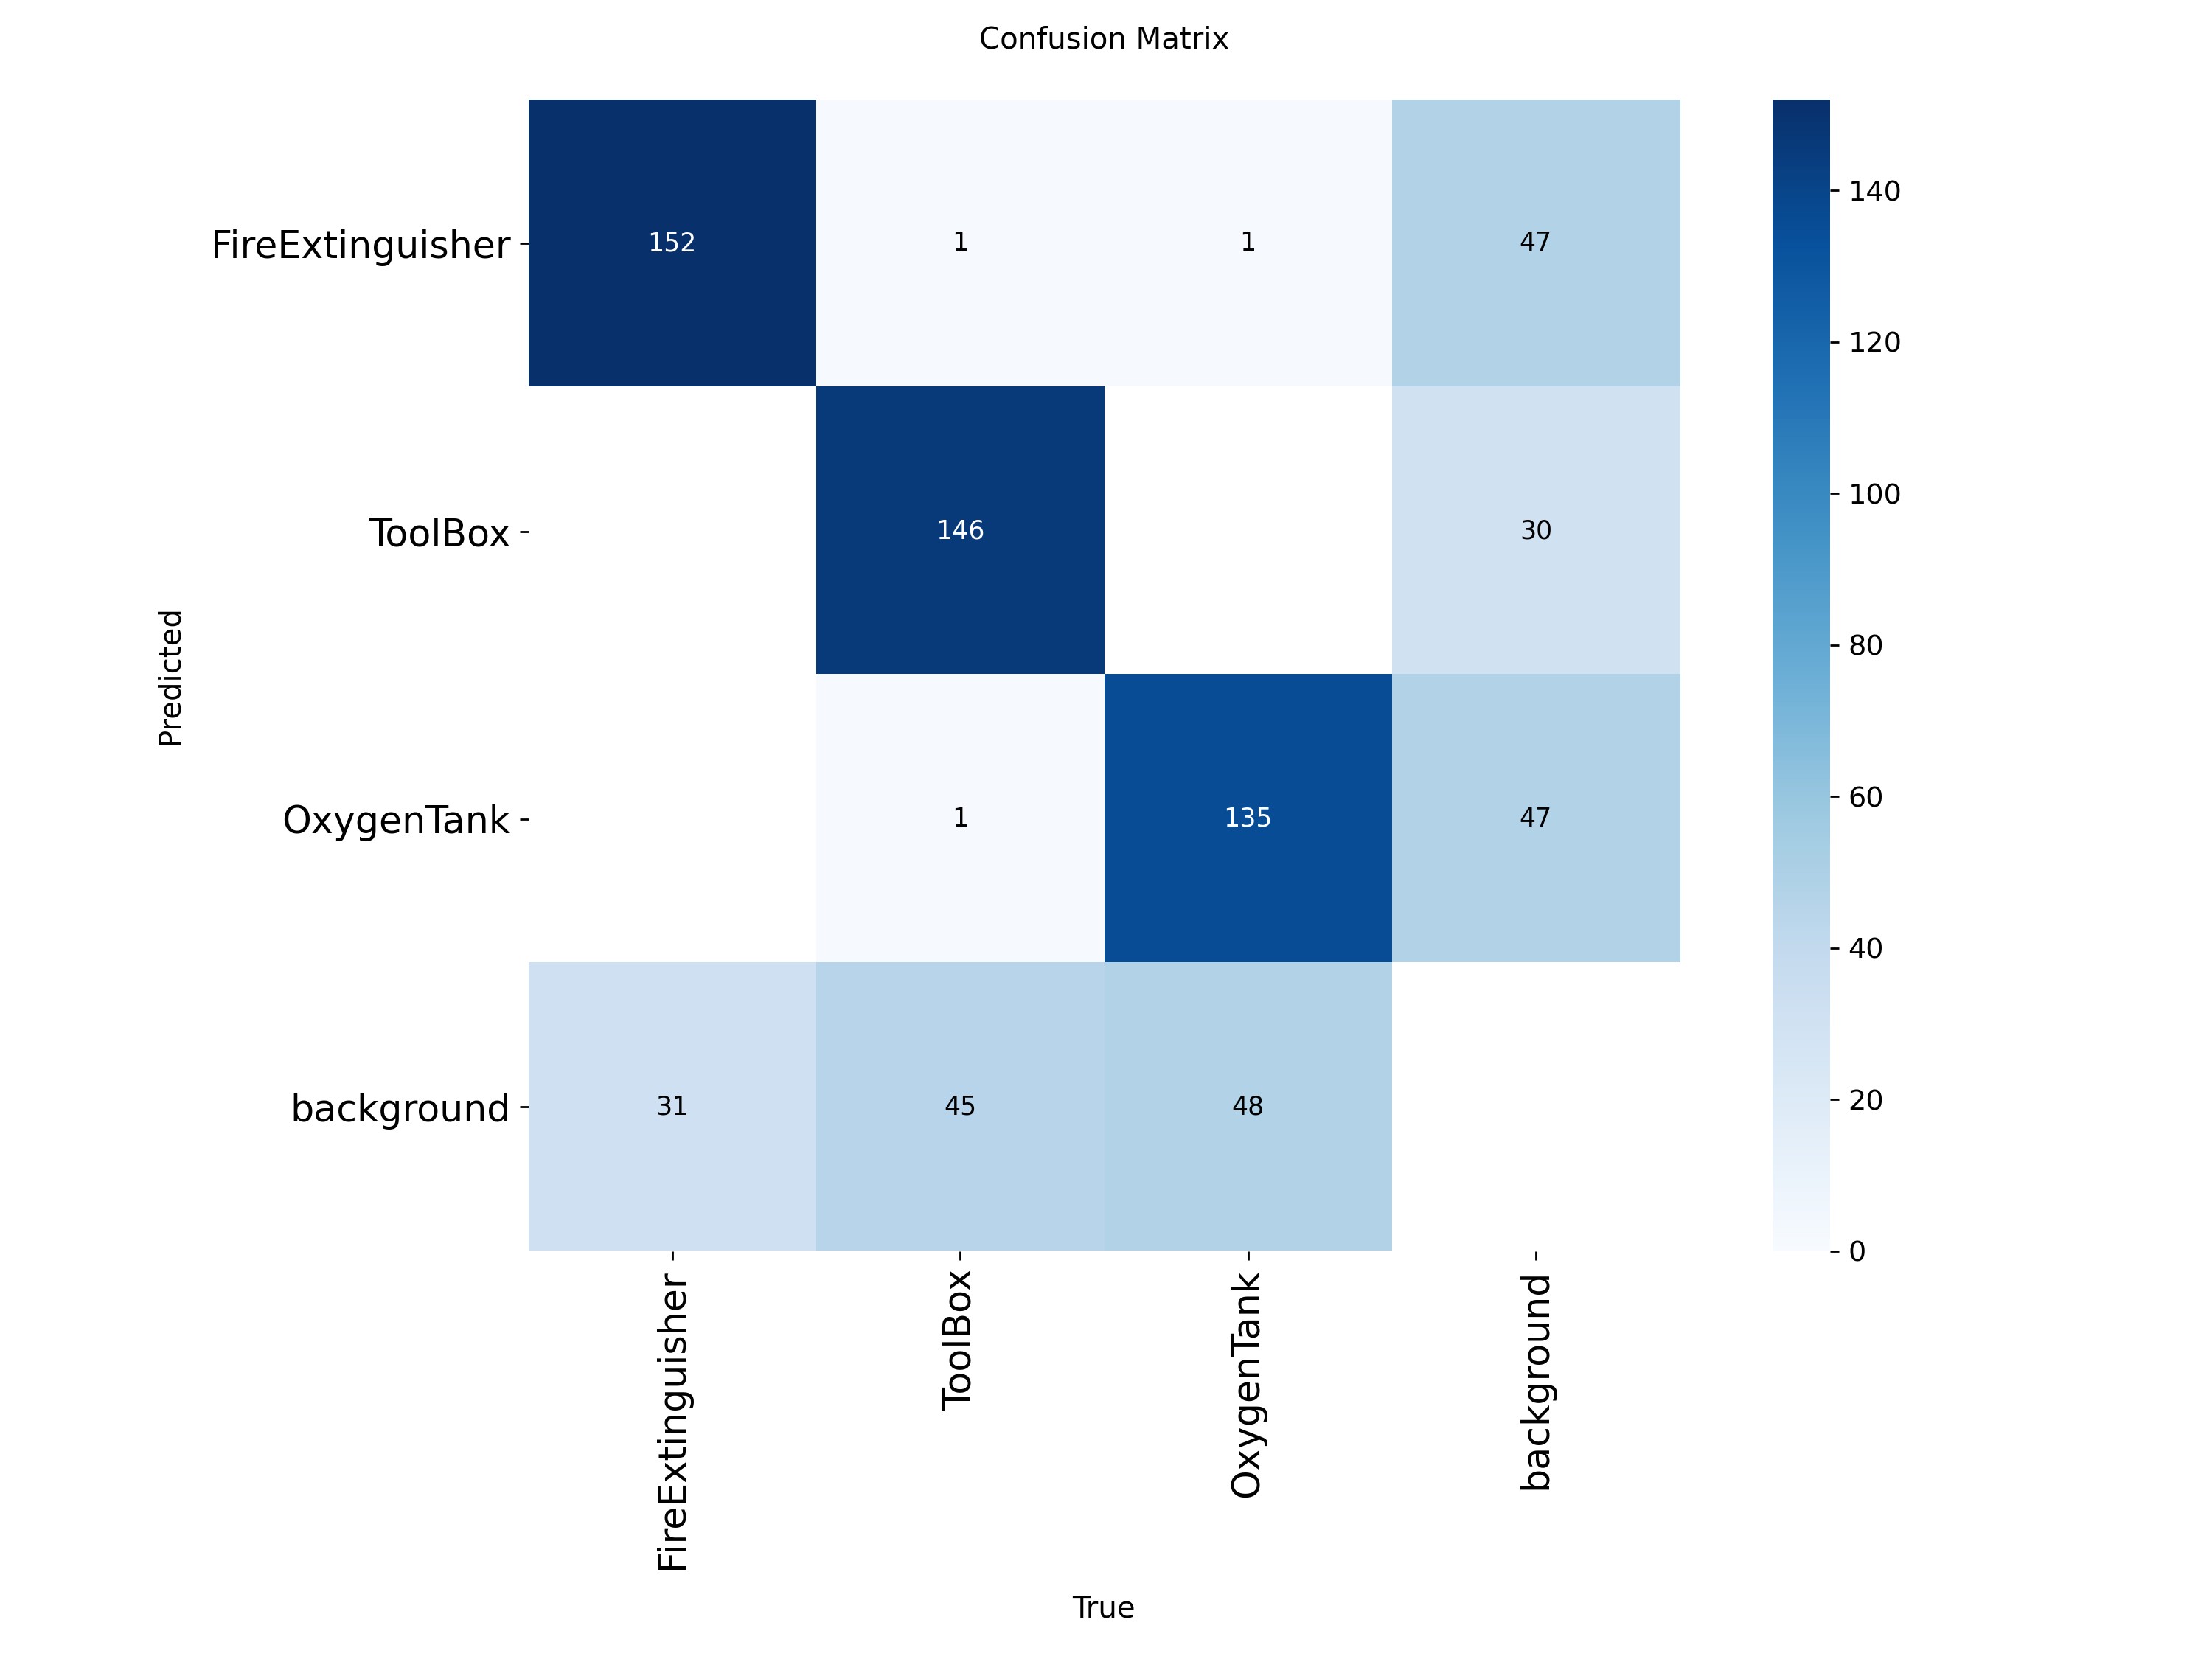 Confusion Matrix
FireExtinguisher
152
1
1
47
ToolBox
146
30
OxygenTank
1
135
47
background
31
45
48
Predicted
FireExtinguisher
ToolBox
OxygenTank
background
True
140
120
100
80
60
40
20
0